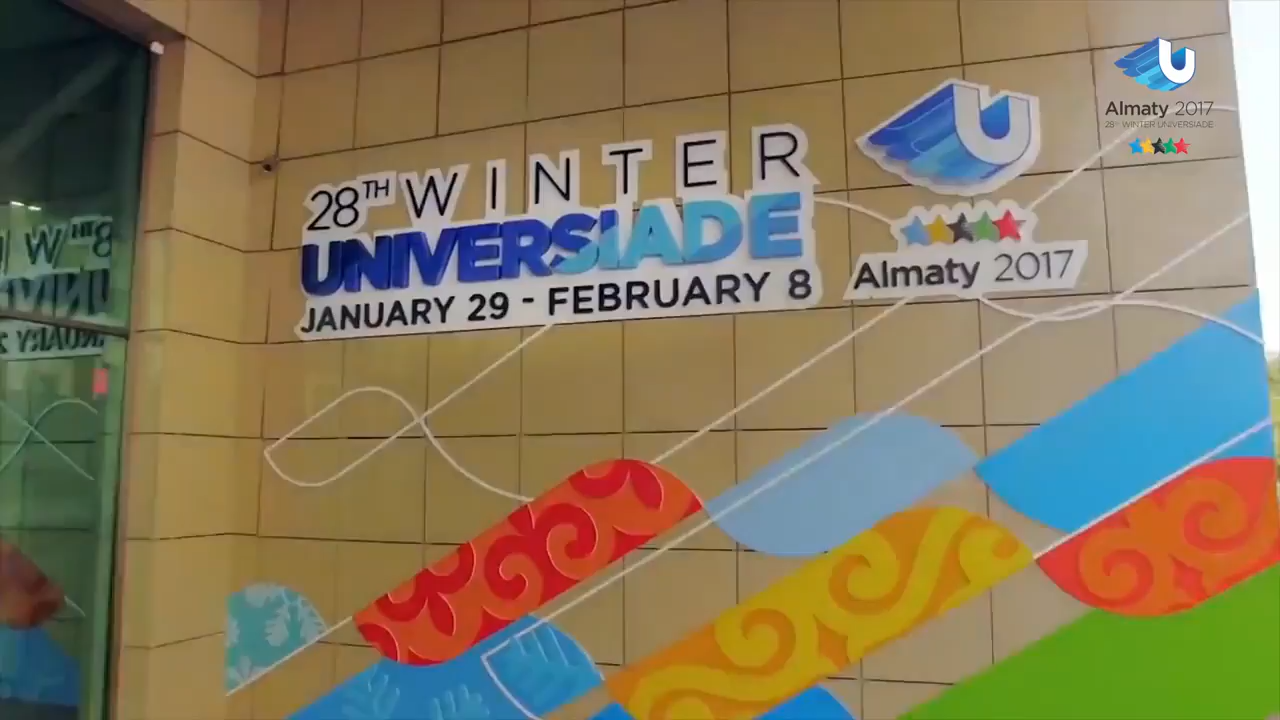 28TH WINTER
UNIVERSIADE
JANUARY 29 - FEBRUARY 8
U
Almaty 2017
U
Almaty 2017
28TH WINTER UNIVERSIADE